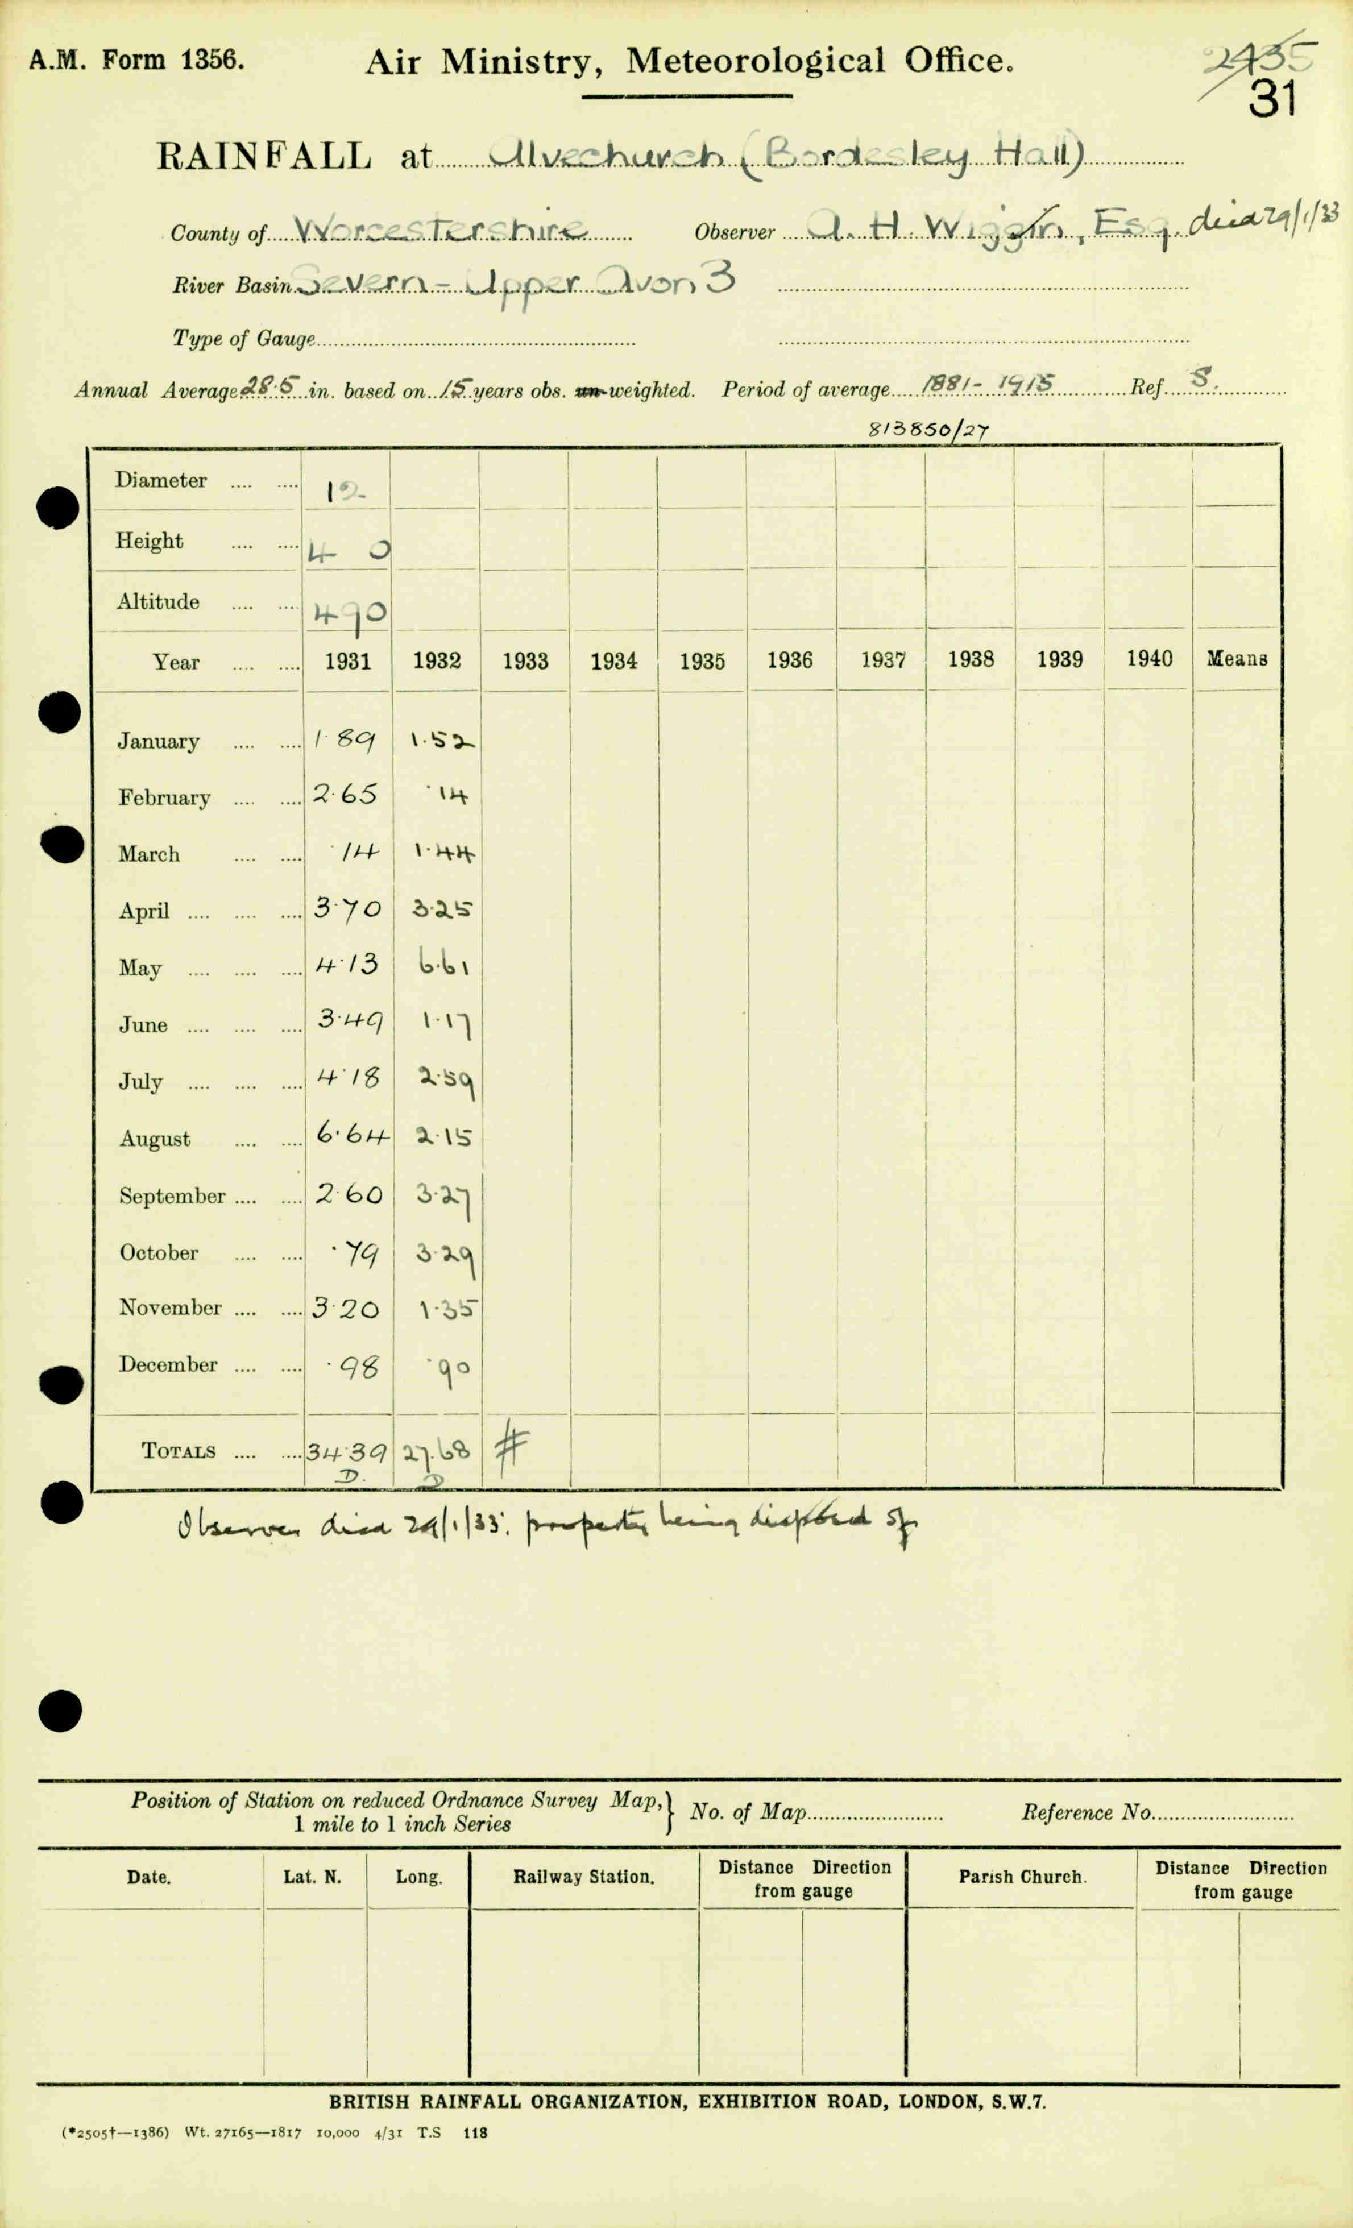 A.M. Form 1356. Air Ministry, Meteorological Office. 2435
31
RAINFALL at Alvechurch (Bordesley Hall)
County of Worcestershire Observer A. H. Wiggin, Esq. died 29/1/33
River Basin Severn - Upper Avon 3
Type of Gauge
Annual Average 28.5 in. based on 15 years obs. un-weighted. Period of average 1881-1915 Ref. S.
813850/27
Diameter .... .... 12
Height .... .... 4 0
Altitude .... .... 490
Year .... .... 1931 1932 1933 1934 1935 1936 1937 1938 1939 1940 Means
January .... .... 1.89 1.52
February .... .... 2.65 .14
March .... .... .14 1.44
April .... .... .... 3.70 3.25
May .... .... .... 4.13 6.61
June .... .... .... 3.49 1.17
July .... .... .... 4.18 2.59
August .... .... 6.64 2.15
September .... .... 2.60 3.27
October .... .... .79 3.29
November .... .... 3.20 1.35
December .... .... .98 .90
TOTALS .... .... 34.39 27.68 #
D. D
Observer died 29/1/33. property being disposed of
Position of Station on reduced Ordnance Survey Map,} No. of Map Reference No.
1 mile to 1 inch Series
Date. Lat. N. Long. Railway Station. Distance Direction Parish Church. Distance Direction
from gauge from gauge
BRITISH RAINFALL ORGANIZATION, EXHIBITION ROAD, LONDON, S.W.7.
(*2505†—1386) Wt. 27165—1817 10,000 4/31 T.S 118